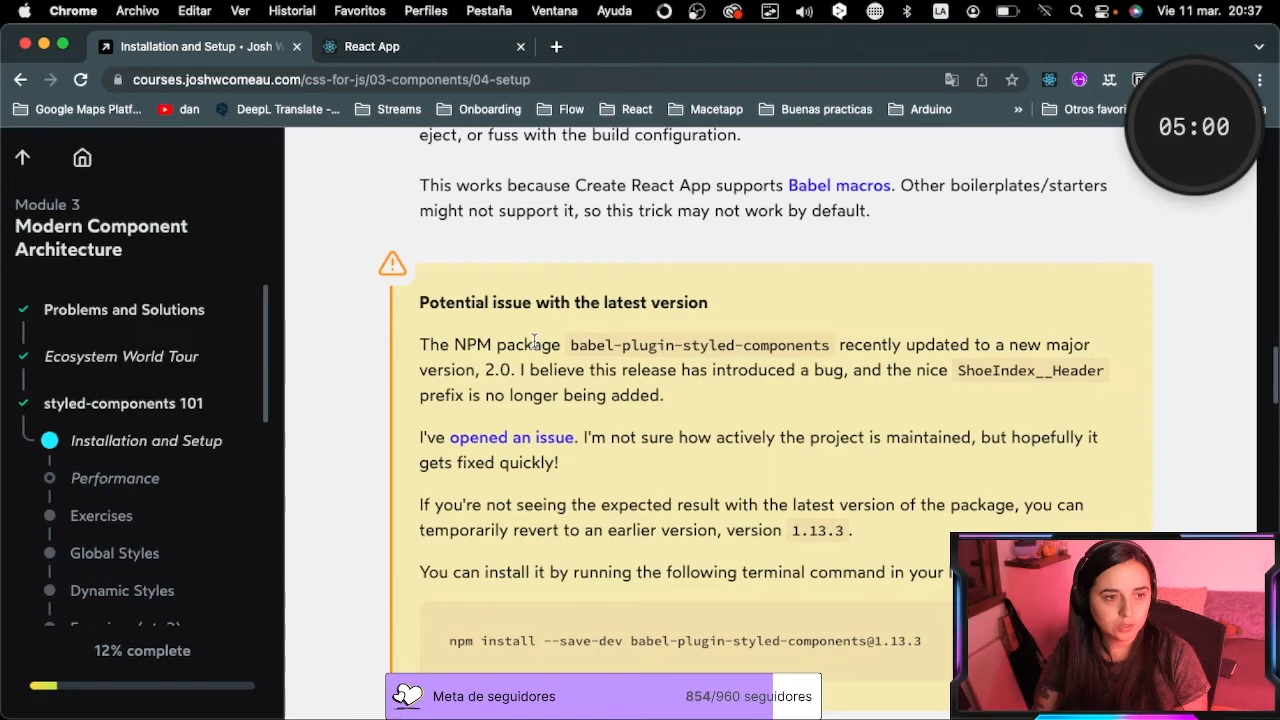 Archivo Editar Ver Historial Favoritos Perfiles Pestaña Ventana Ayuda LA Vie 11 mar. 20:37
Installation and Setup • Josh W
React App
courses.joshwcomeau.com/css-for-js/03-components/04-setup
Google Maps Platf... dan DeepL Translate -... Streams Onboarding Flow React Macetapp Buenas practicas Arduino » Otros favori
05:00
Module 3
Modern Component
Architecture
Problems and Solutions
Ecosystem World Tour
styled-components 101
Installation and Setup
Performance
Exercises
Global Styles
Dynamic Styles
12% complete
eject, or fuss with the build configuration.
This works because Create React App supports Babel macros. Other boilerplates/starters
might not support it, so this trick may not work by default.
Potential issue with the latest version
The NPM package babel-plugin-styled-components recently updated to a new major
version, 2.0. I believe this release has introduced a bug, and the nice ShoeIndex__Header
prefix is no longer being added.
I've opened an issue. I'm not sure how actively the project is maintained, but hopefully it
gets fixed quickly!
If you're not seeing the expected result with the latest version of the package, you can
temporarily revert to an earlier version, version 1.13.3.
You can install it by running the following terminal command in your
npm install --save-dev babel-plugin-styled-components@1.13.3
Meta de seguidores 854/960 seguidores